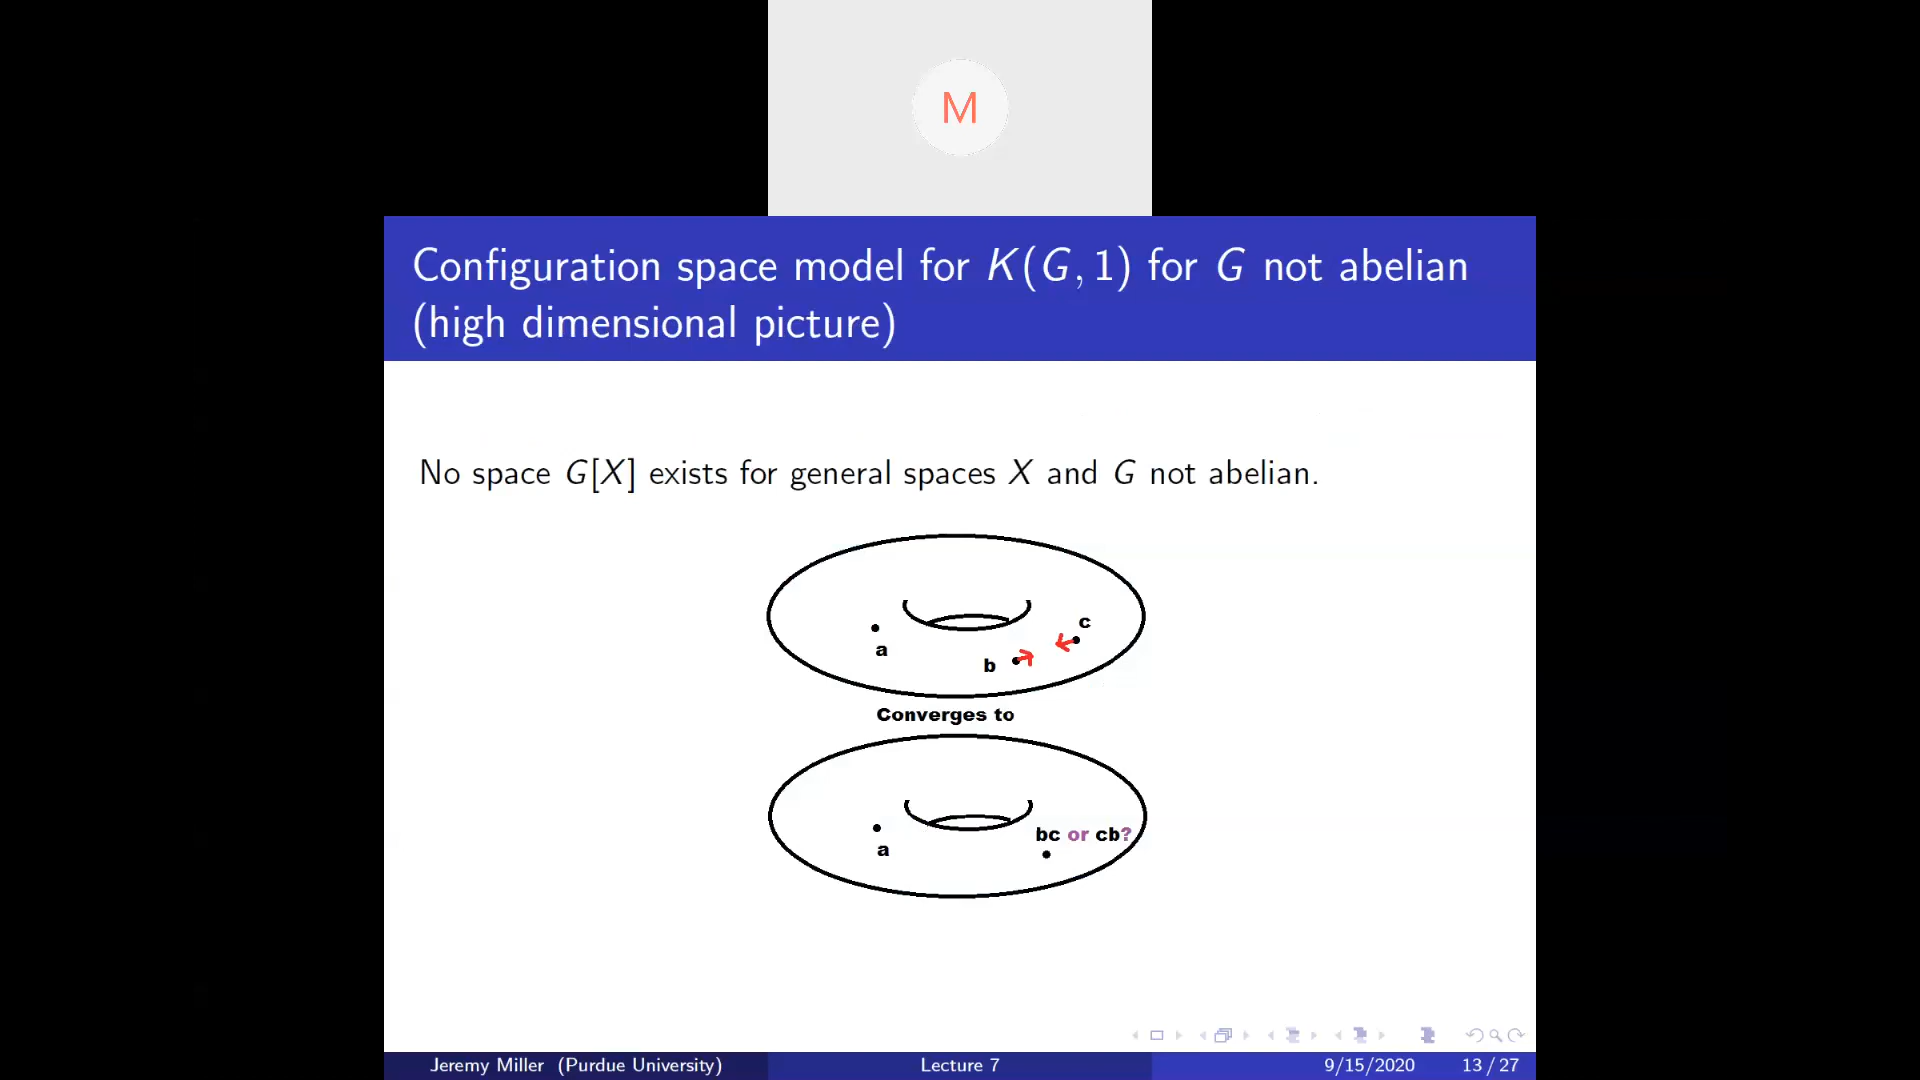 M
Configuration space model for K(G, 1) for G not abelian
(high dimensional picture)
No space G[X] exists for general spaces X and G not abelian.
c
a
b
Converges to
bc or cb?
a
Jeremy Miller (Purdue University)
Lecture 7
9/15/2020
13 / 27